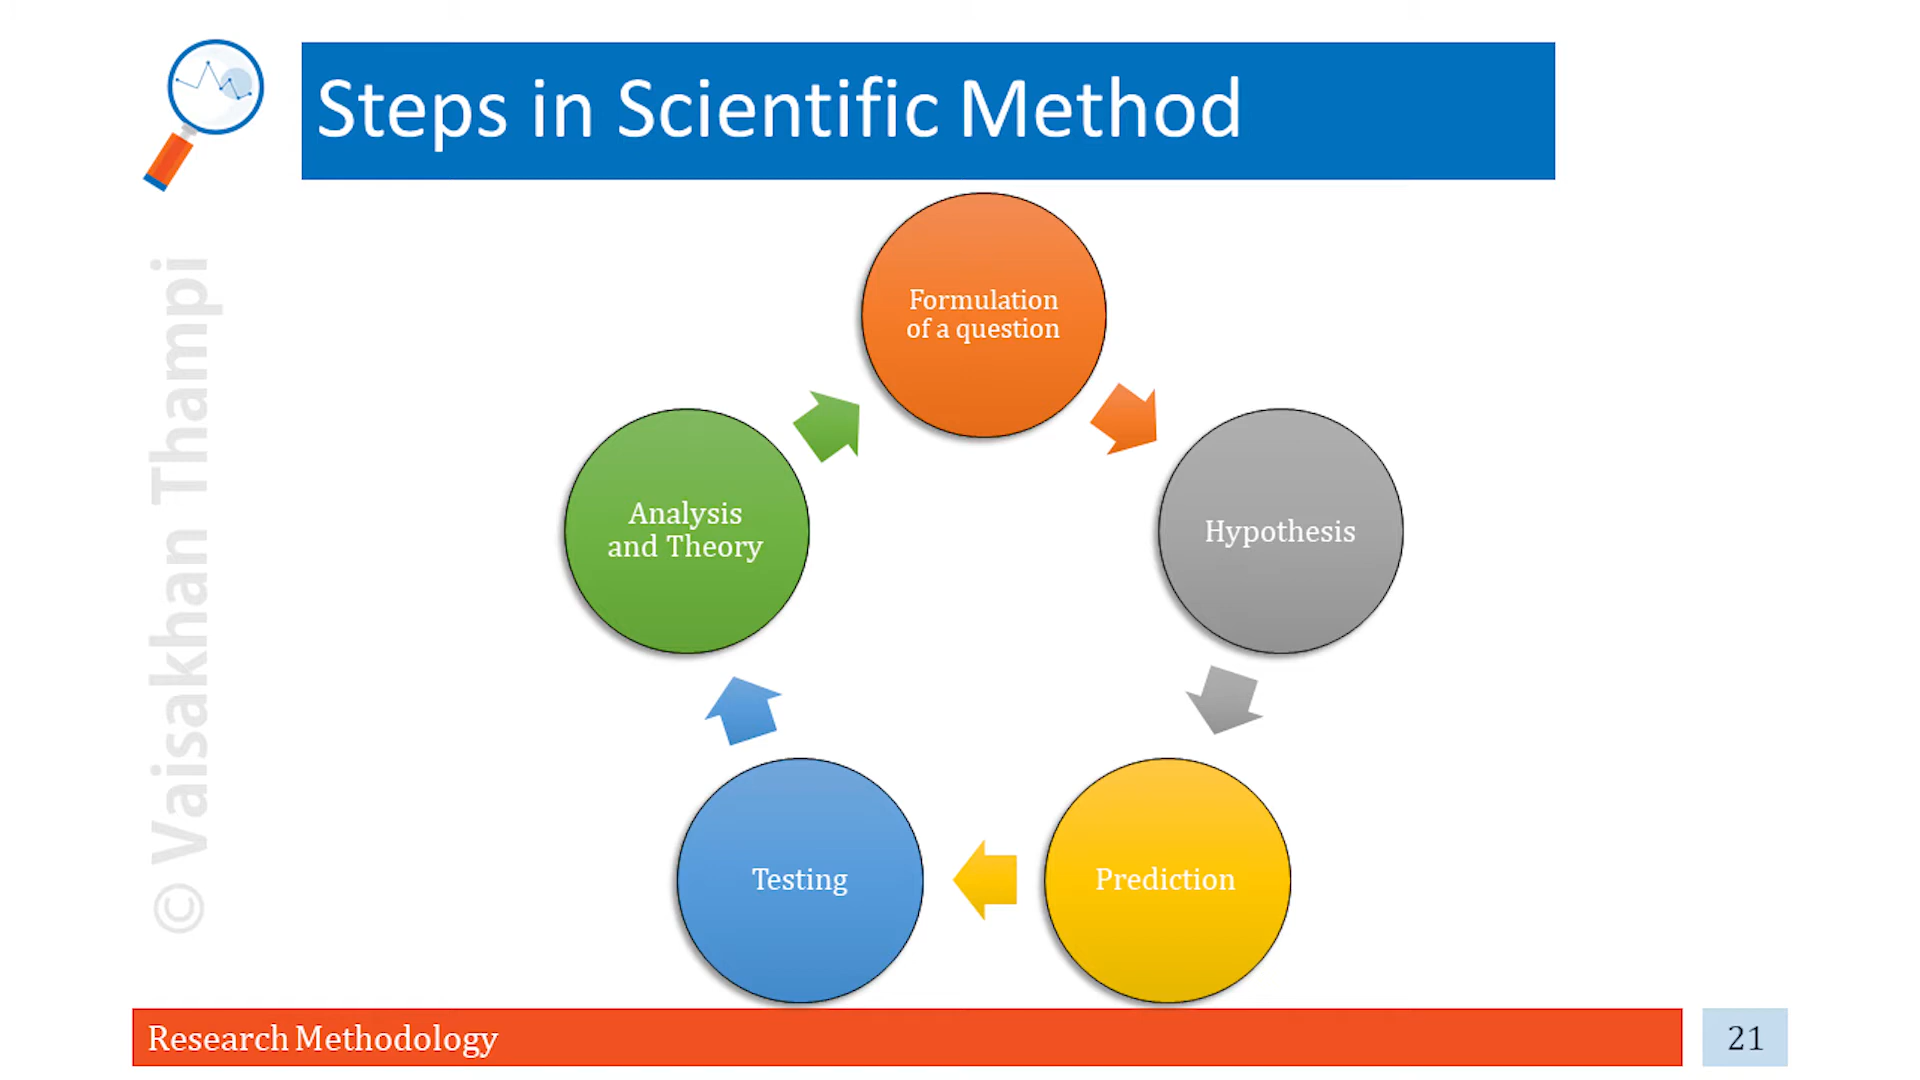 Steps in Scientific Method
Formulation
of a question
Hypothesis
Prediction
Testing
Analysis
and Theory
© Vaisakhan Thampi
Research Methodology
21